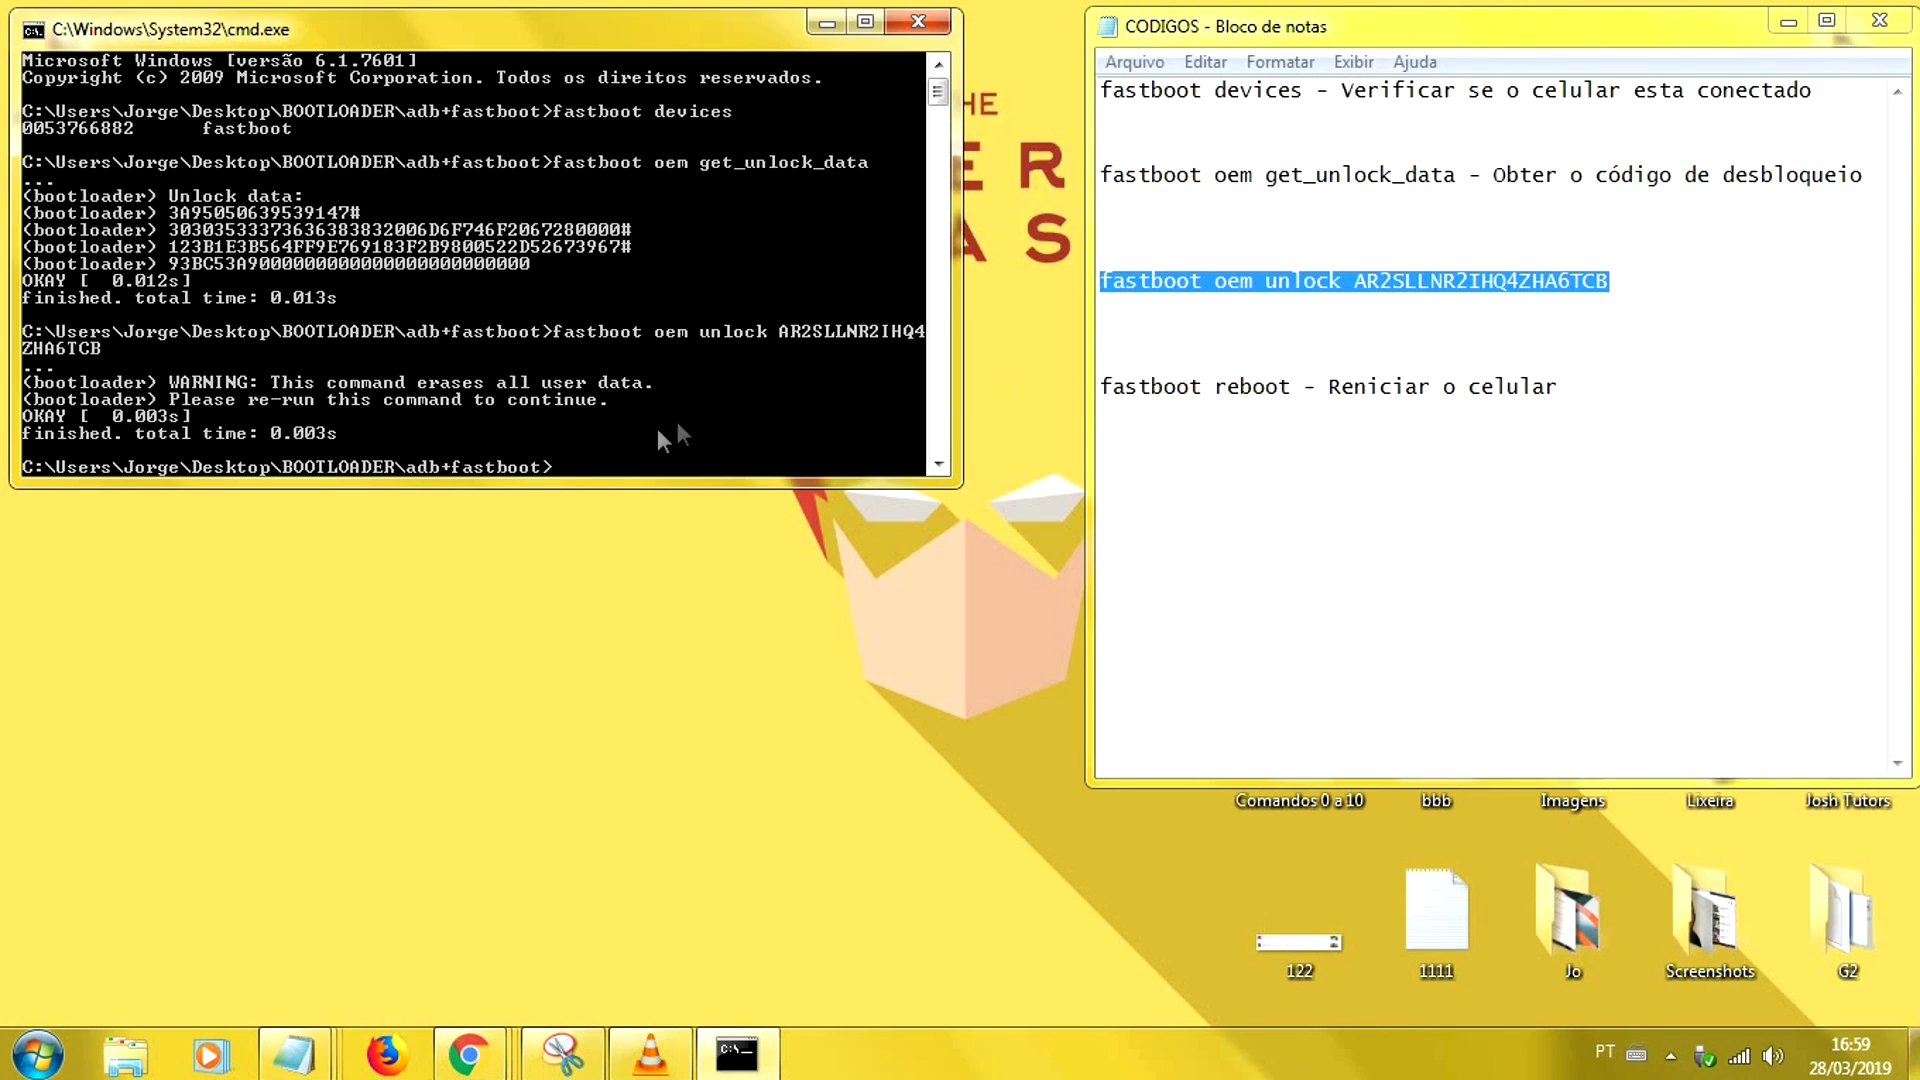 C:\Windows\System32\cmd.exe
Microsoft Windows [versão 6.1.7601]
Copyright (c) 2009 Microsoft Corporation. Todos os direitos reservados.
C:\Users\Jorge\Desktop\BOOTLOADER\adb+fastboot>fastboot devices
0053766882 fastboot
C:\Users\Jorge\Desktop\BOOTLOADER\adb+fastboot>fastboot oem get_unlock_data
...
(bootloader) Unlock data:
(bootloader) 3A95050639539147#
(bootloader) 30303533373636383832006D6F746F2067280000#
(bootloader) 123B1E3B564FF9E769183F2B9800522D52673967#
(bootloader) 93BC53A9000000000000000000000000
OKAY [  0.012s]
finished. total time: 0.013s
C:\Users\Jorge\Desktop\BOOTLOADER\adb+fastboot>fastboot oem unlock AR2SLLNR2IHQ4
ZHA6TCB
...
(bootloader) WARNING: This command erases all user data.
(bootloader) Please re-run this command to continue.
OKAY [  0.003s]
finished. total time: 0.003s
C:\Users\Jorge\Desktop\BOOTLOADER\adb+fastboot>
CODIGOS - Bloco de notas
Arquivo Editar Formatar Exibir Ajuda
fastboot devices - Verificar se o celular esta conectado
fastboot oem get_unlock_data - Obter o código de desbloqueio
fastboot oem unlock AR2SLLNR2IHQ4ZHA6TCB
fastboot reboot - Reniciar o celular
Comandos 0 a 10 bbb Imagens Lixeira Josh Tutors
122 1111 Jo Screenshots G2
PT
16:59
28/03/2019